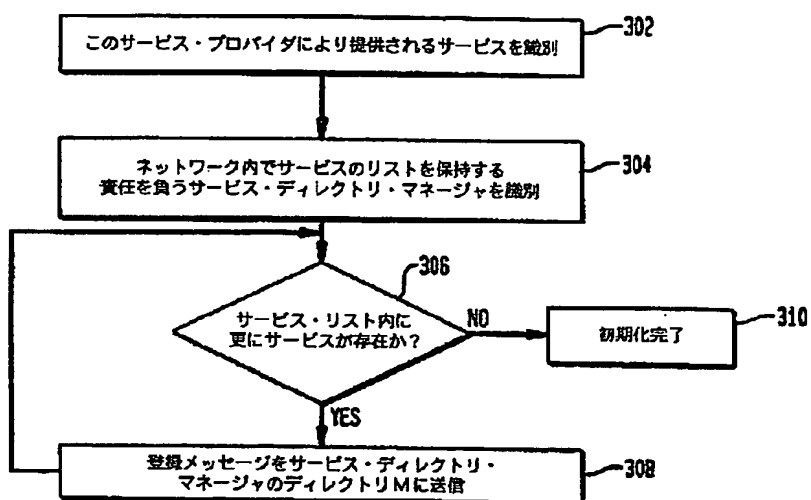 このサービス・プロバイダにより提供されるサービスを識別
302
ネットワーク内でサービスのリストを保持する
責任を負うサービス・ディレクトリ・マネージャを識別
304
306
サービス・リスト内に
更にサービスが存在か?
NO
初期化完了
310
YES
登録メッセージをサービス・ディレクトリ・
マネージャのディレクトリMに送信
308